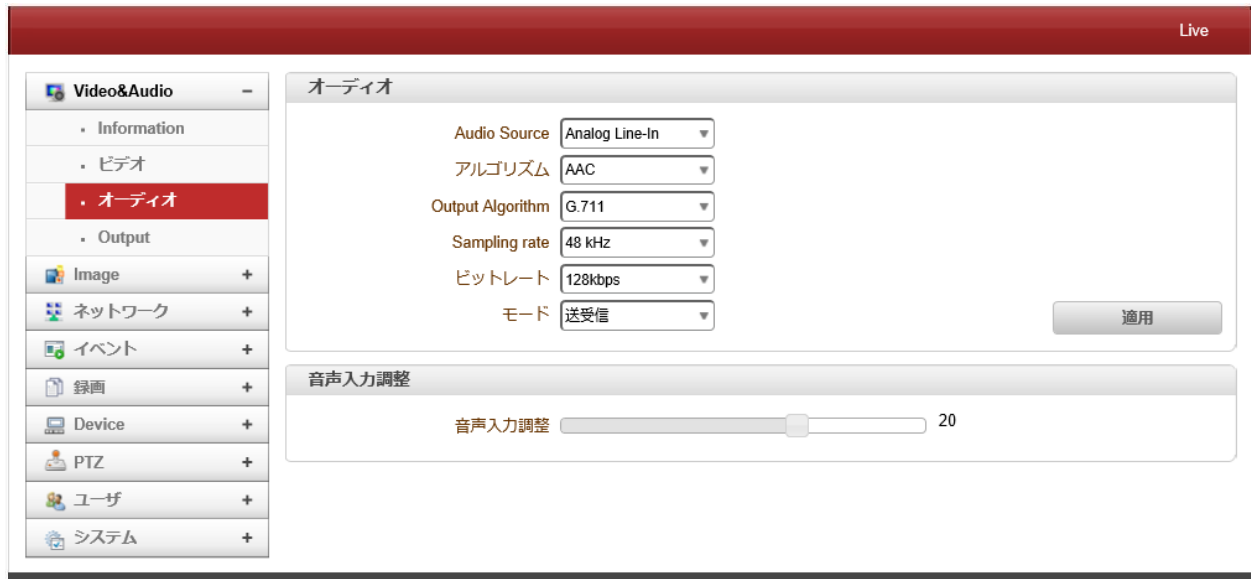 Live
Video&Audio −
Information
ビデオ
オーディオ
Output
Image +
ネットワーク +
イベント +
録画 +
Device +
PTZ +
ユーザ +
システム +
オーディオ
Audio Source Analog Line-In
アルゴリズム AAC
Output Algorithm G.711
Sampling rate 48 kHz
ビットレート 128kbps
モード 送受信
適用
音声入力調整
音声入力調整 20